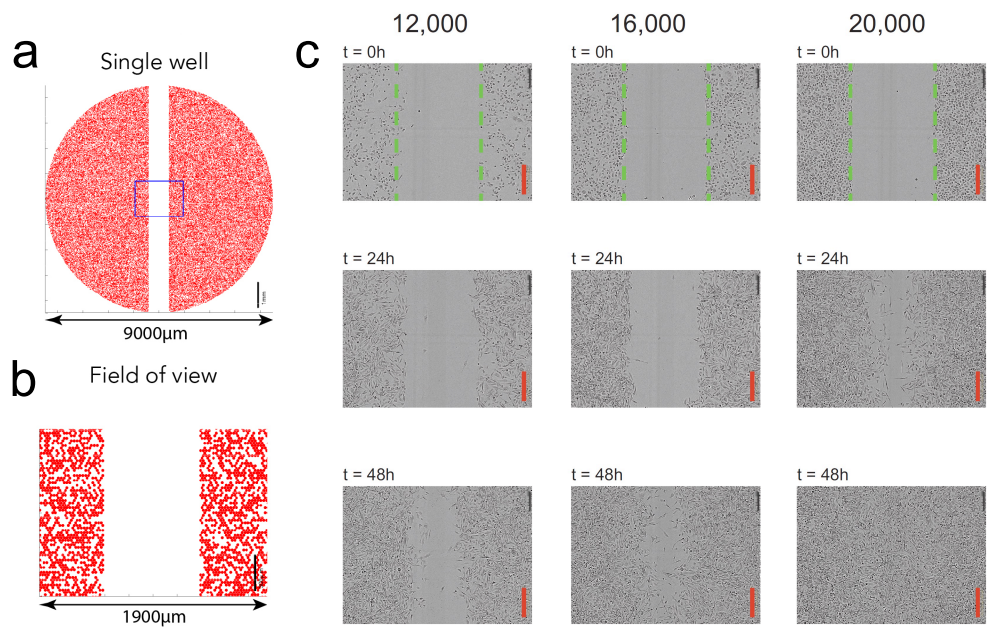 a
Single well
1mm
9000μm
b
Field of view
1900μm
c
12,000
16,000
20,000
t = 0h
t = 0h
t = 0h
t = 24h
t = 24h
t = 24h
t = 48h
t = 48h
t = 48h